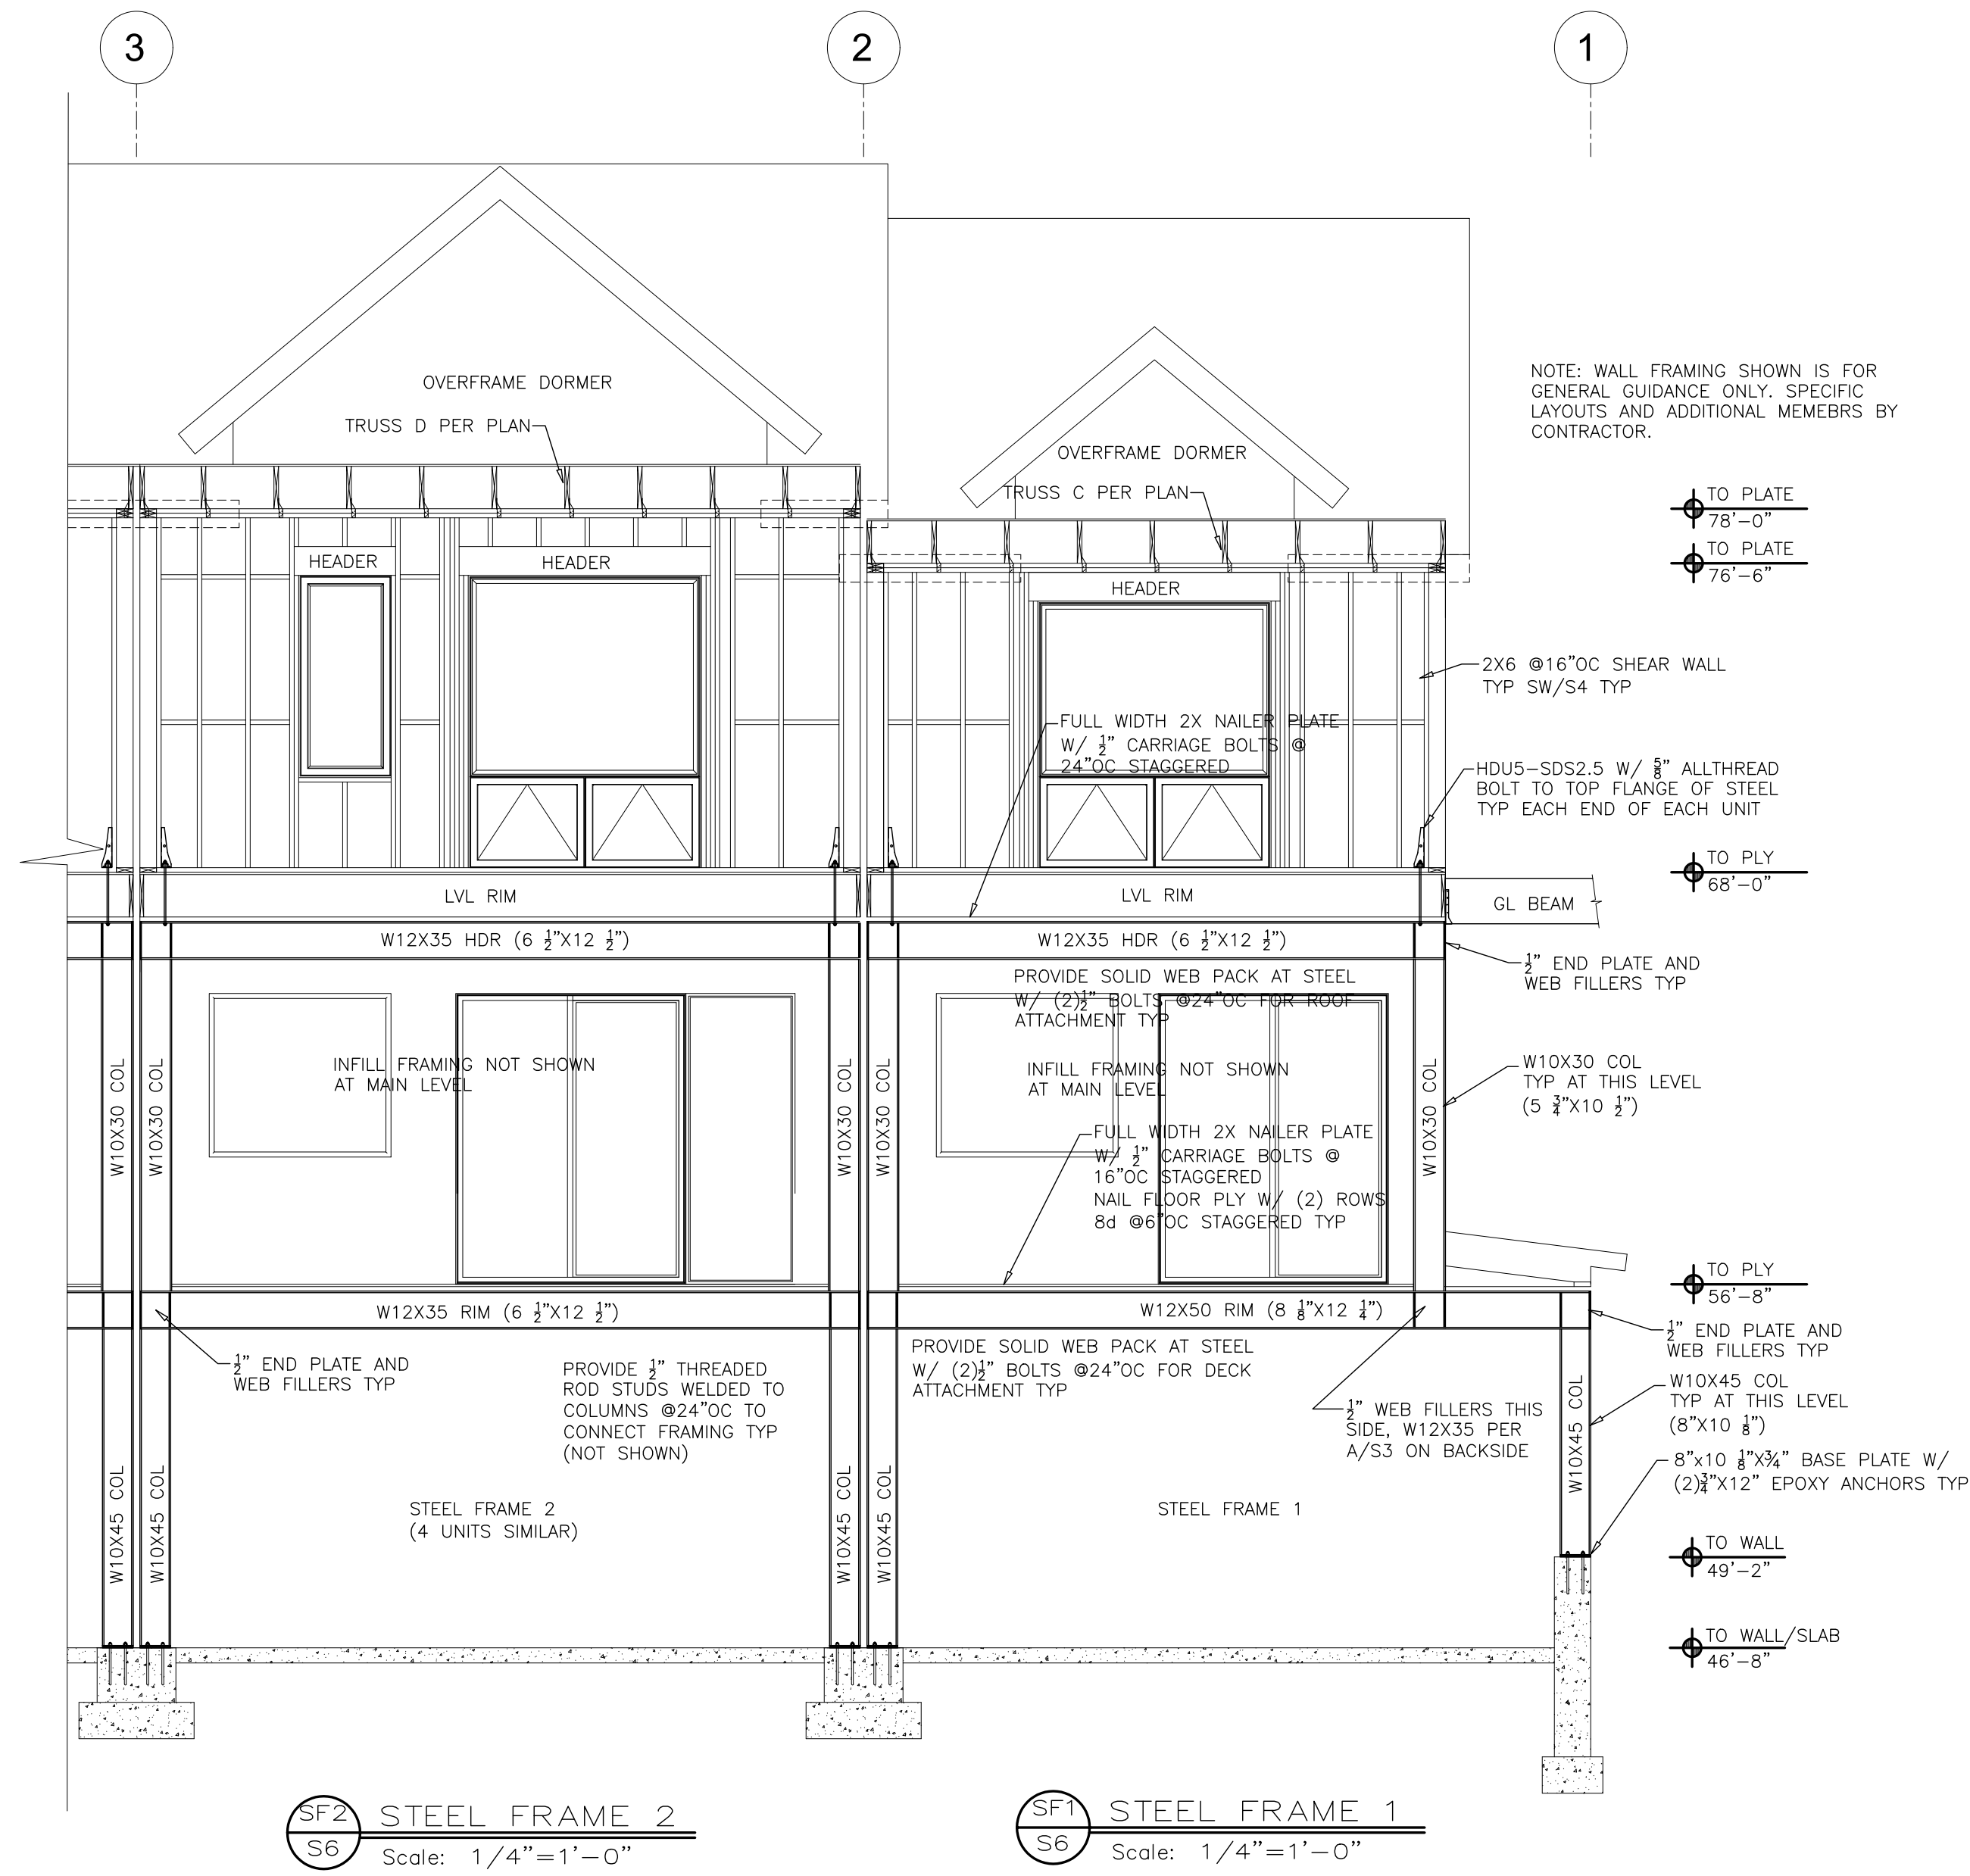 3
2
1
OVERFRAME DORMER
TRUSS D PER PLAN
OVERFRAME DORMER
TRUSS C PER PLAN
NOTE: WALL FRAMING SHOWN IS FOR
GENERAL GUIDANCE ONLY. SPECIFIC
LAYOUTS AND ADDITIONAL MEMEBRS BY
CONTRACTOR.
TO PLATE
78'-0"
TO PLATE
76'-6"
HEADER
HEADER
HEADER
2X6 @16"OC SHEAR WALL
TYP SW/S4 TYP
FULL WIDTH 2X NAILER PLATE
W/ ½" CARRIAGE BOLTS @
24"OC STAGGERED
HDU5-SDS2.5 W/ ⅝" ALLTHREAD
BOLT TO TOP FLANGE OF STEEL
TYP EACH END OF EACH UNIT
TO PLY
68'-0"
LVL RIM
LVL RIM
GL BEAM
W12X35 HDR (6 ½"X12 ½")
W12X35 HDR (6 ½"X12 ½")
½" END PLATE AND
WEB FILLERS TYP
PROVIDE SOLID WEB PACK AT STEEL
W/ (2)½" BOLTS @24"OC FOR ROOF
ATTACHMENT TYP
INFILL FRAMING NOT SHOWN
AT MAIN LEVEL
INFILL FRAMING NOT SHOWN
AT MAIN LEVEL
W10X30 COL
W10X30 COL
W10X30 COL
W10X30 COL
W10X30 COL
W10X30 COL
TYP AT THIS LEVEL
(5 ¾"X10 ½")
FULL WIDTH 2X NAILER PLATE
W/ ½" CARRIAGE BOLTS @
16"OC STAGGERED
NAIL FLOOR PLY W/ (2) ROWS
8d @6"OC STAGGERED TYP
TO PLY
56'-8"
W12X35 RIM (6 ½"X12 ½")
W12X50 RIM (8 ⅛"X12 ¼")
½" END PLATE AND
WEB FILLERS TYP
½" END PLATE AND
WEB FILLERS TYP
PROVIDE ½" THREADED
ROD STUDS WELDED TO
COLUMNS @24"OC TO
CONNECT FRAMING TYP
(NOT SHOWN)
PROVIDE SOLID WEB PACK AT STEEL
W/ (2)½" BOLTS @24"OC FOR DECK
ATTACHMENT TYP
½" WEB FILLERS THIS
SIDE, W12X35 PER
A/S3 ON BACKSIDE
W10X45 COL
TYP AT THIS LEVEL
(8"X10 ⅛")
8"x10 ⅛"X¾" BASE PLATE W/
(2)¾"X12" EPOXY ANCHORS TYP
W10X45 COL
W10X45 COL
W10X45 COL
W10X45 COL
W10X45 COL
STEEL FRAME 2
(4 UNITS SIMILAR)
STEEL FRAME 1
TO WALL
49'-2"
TO WALL/SLAB
46'-8"
SF2
S6
STEEL FRAME 2
Scale: 1/4"=1'-0"
SF1
S6
STEEL FRAME 1
Scale: 1/4"=1'-0"